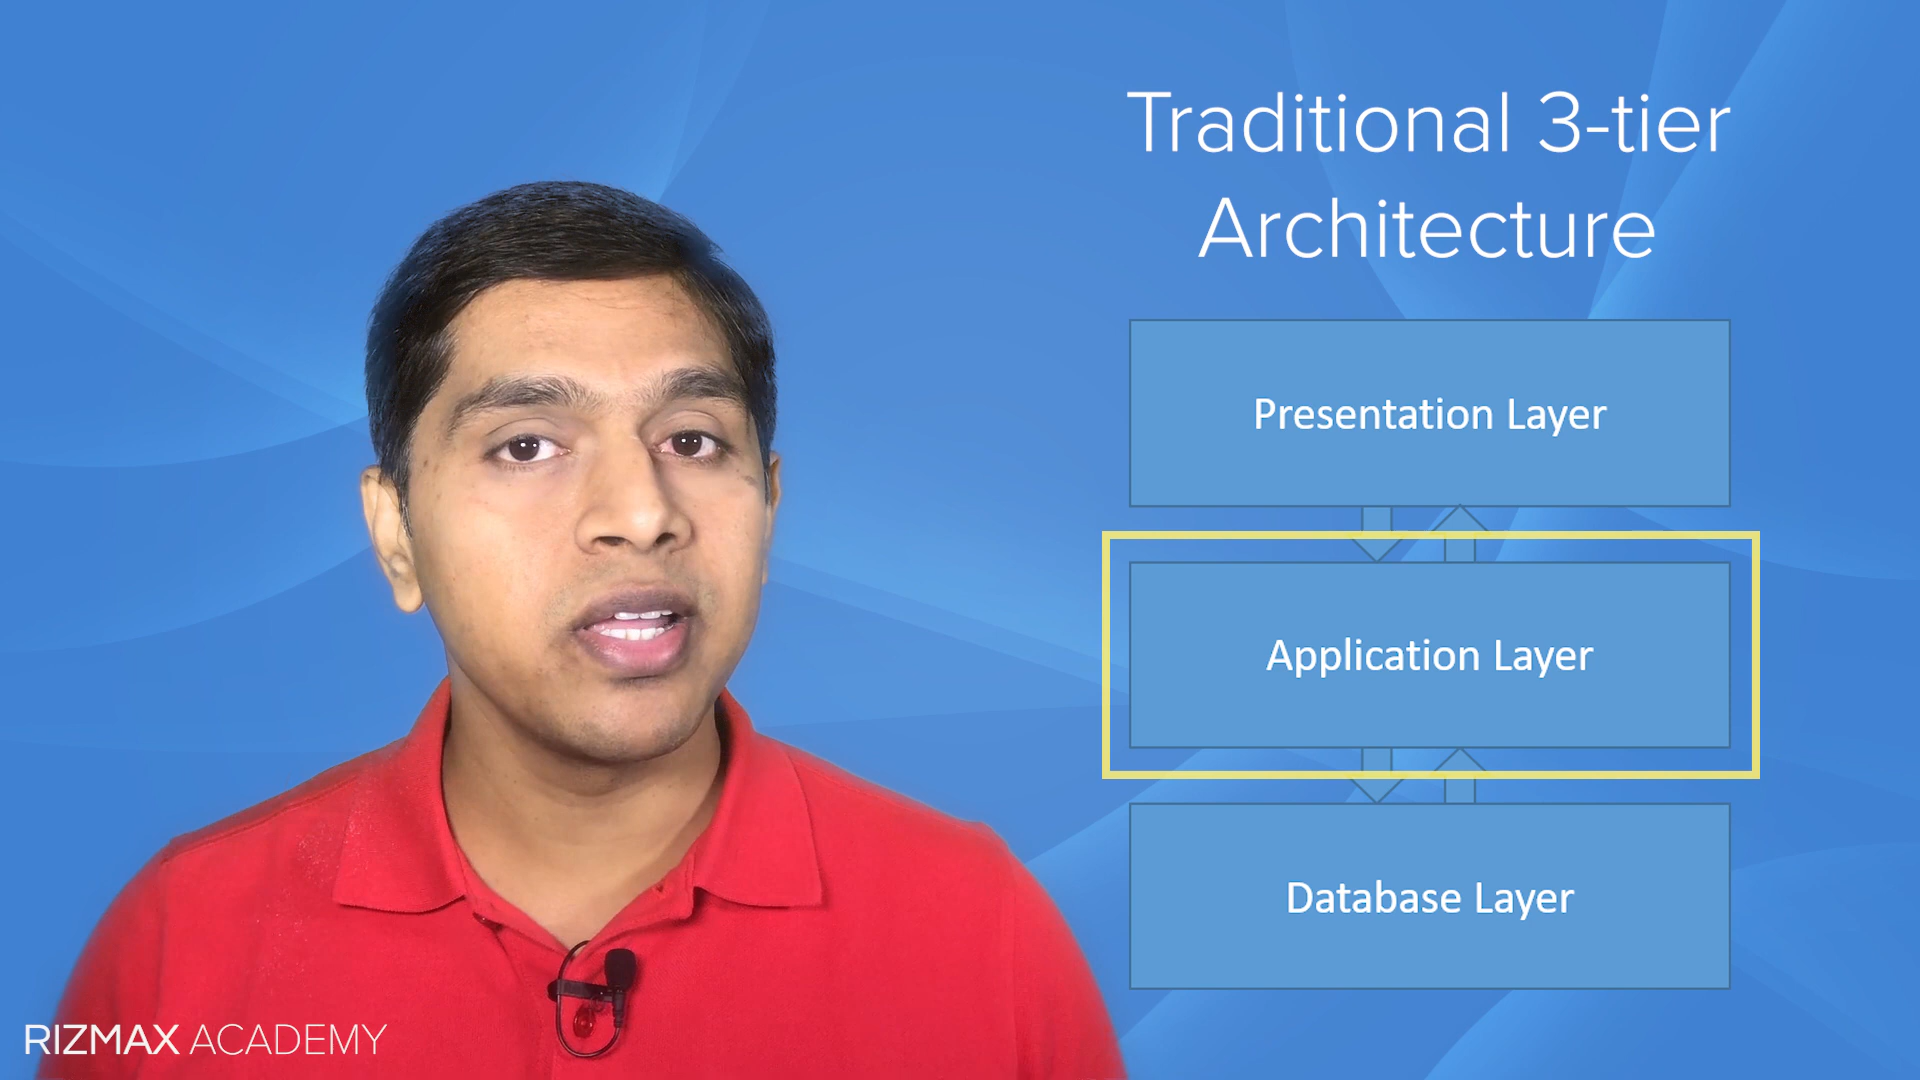 Traditional 3-tier
Architecture
Presentation Layer
Application Layer
Database Layer
RIZMAX ACADEMY